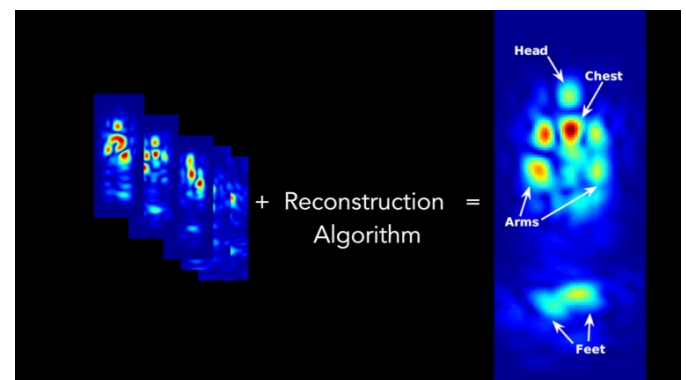 + Reconstruction =
Algorithm
Head
Chest
Arms
Feet